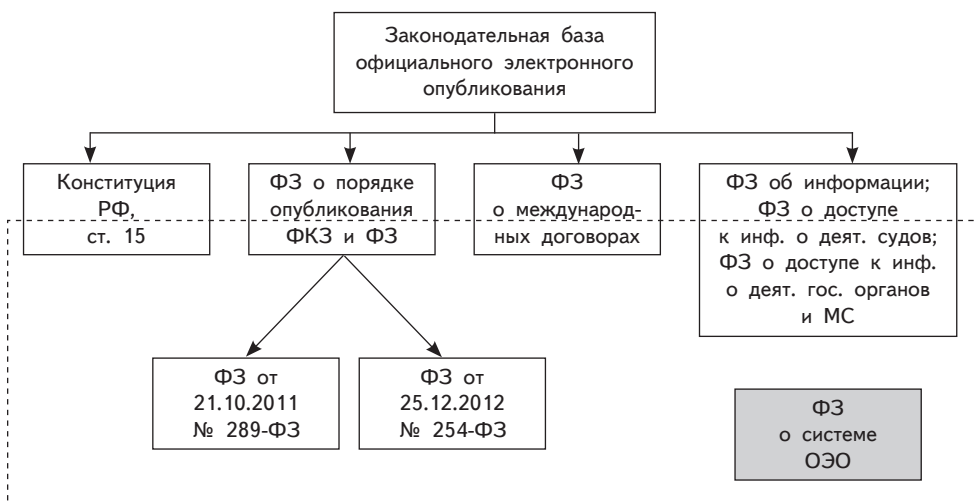 Законодательная база
официального электронного
опубликования
Конституция
РФ,
ст. 15
ФЗ о порядке
опубликования
ФКЗ и ФЗ
ФЗ
о международ-
ных договорах
ФЗ об информации;
ФЗ о доступе
к инф. о деят. судов;
ФЗ о доступе к инф.
о деят. гос. органов
и МС
ФЗ от
21.10.2011
№ 289-ФЗ
ФЗ от
25.12.2012
№ 254-ФЗ
ФЗ
о системе
ОЭО